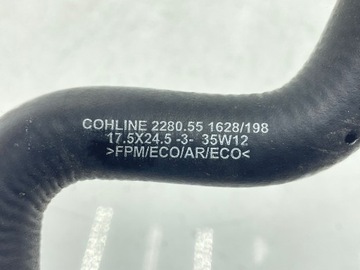 COHLINE 2280.55 1628/198
17.5X24.5 -3- 35W12
>FPM/ECO/AR/ECO<